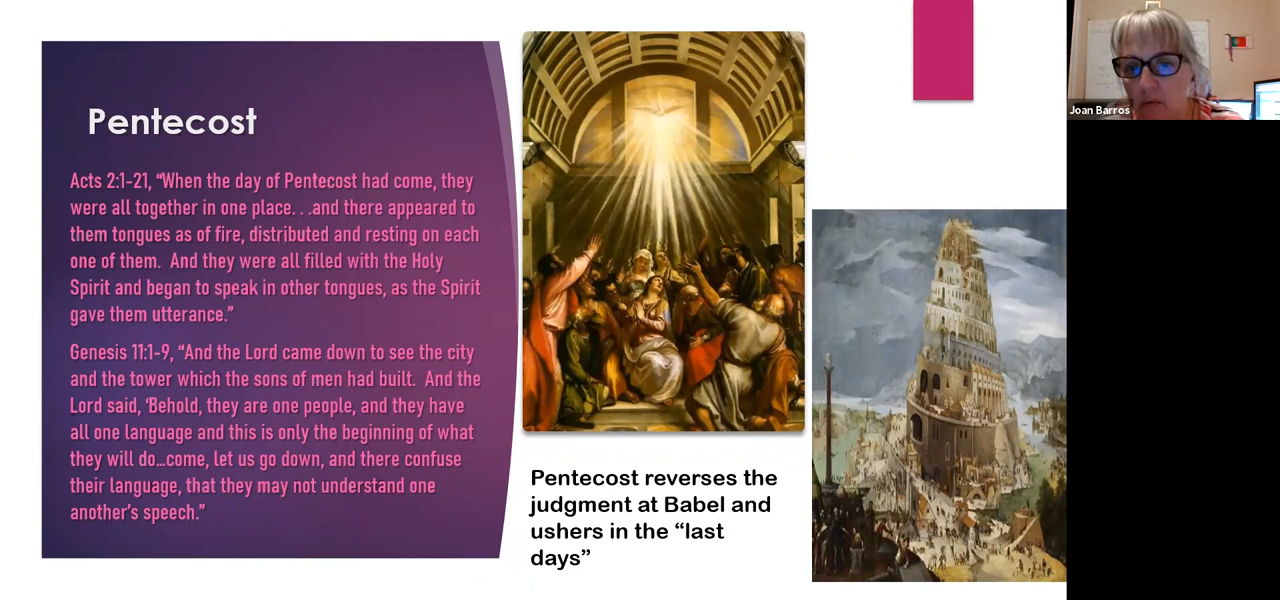 Pentecost
Acts 2:1-21, “When the day of Pentecost had come, they
were all together in one place. . .and there appeared to
them tongues as of fire, distributed and resting on each
one of them.  And they were all filled with the Holy
Spirit and began to speak in other tongues, as the Spirit
gave them utterance.”
Genesis 11:1-9, “And the Lord came down to see the city
and the tower which the sons of men had built.  And the
Lord said, ‘Behold, they are one people, and they have
all one language and this is only the beginning of what
they will do…come, let us go down, and there confuse
their language, that they may not understand one
another’s speech.”
Pentecost reverses the
judgment at Babel and
ushers in the “last
days”
Joan Barros